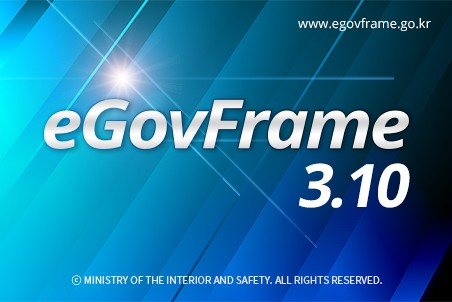 www.egovframe.go.kr
eGovFrame
3.10
ⓒ MINISTRY OF THE INTERIOR AND SAFETY. ALL RIGHTS RESERVED.